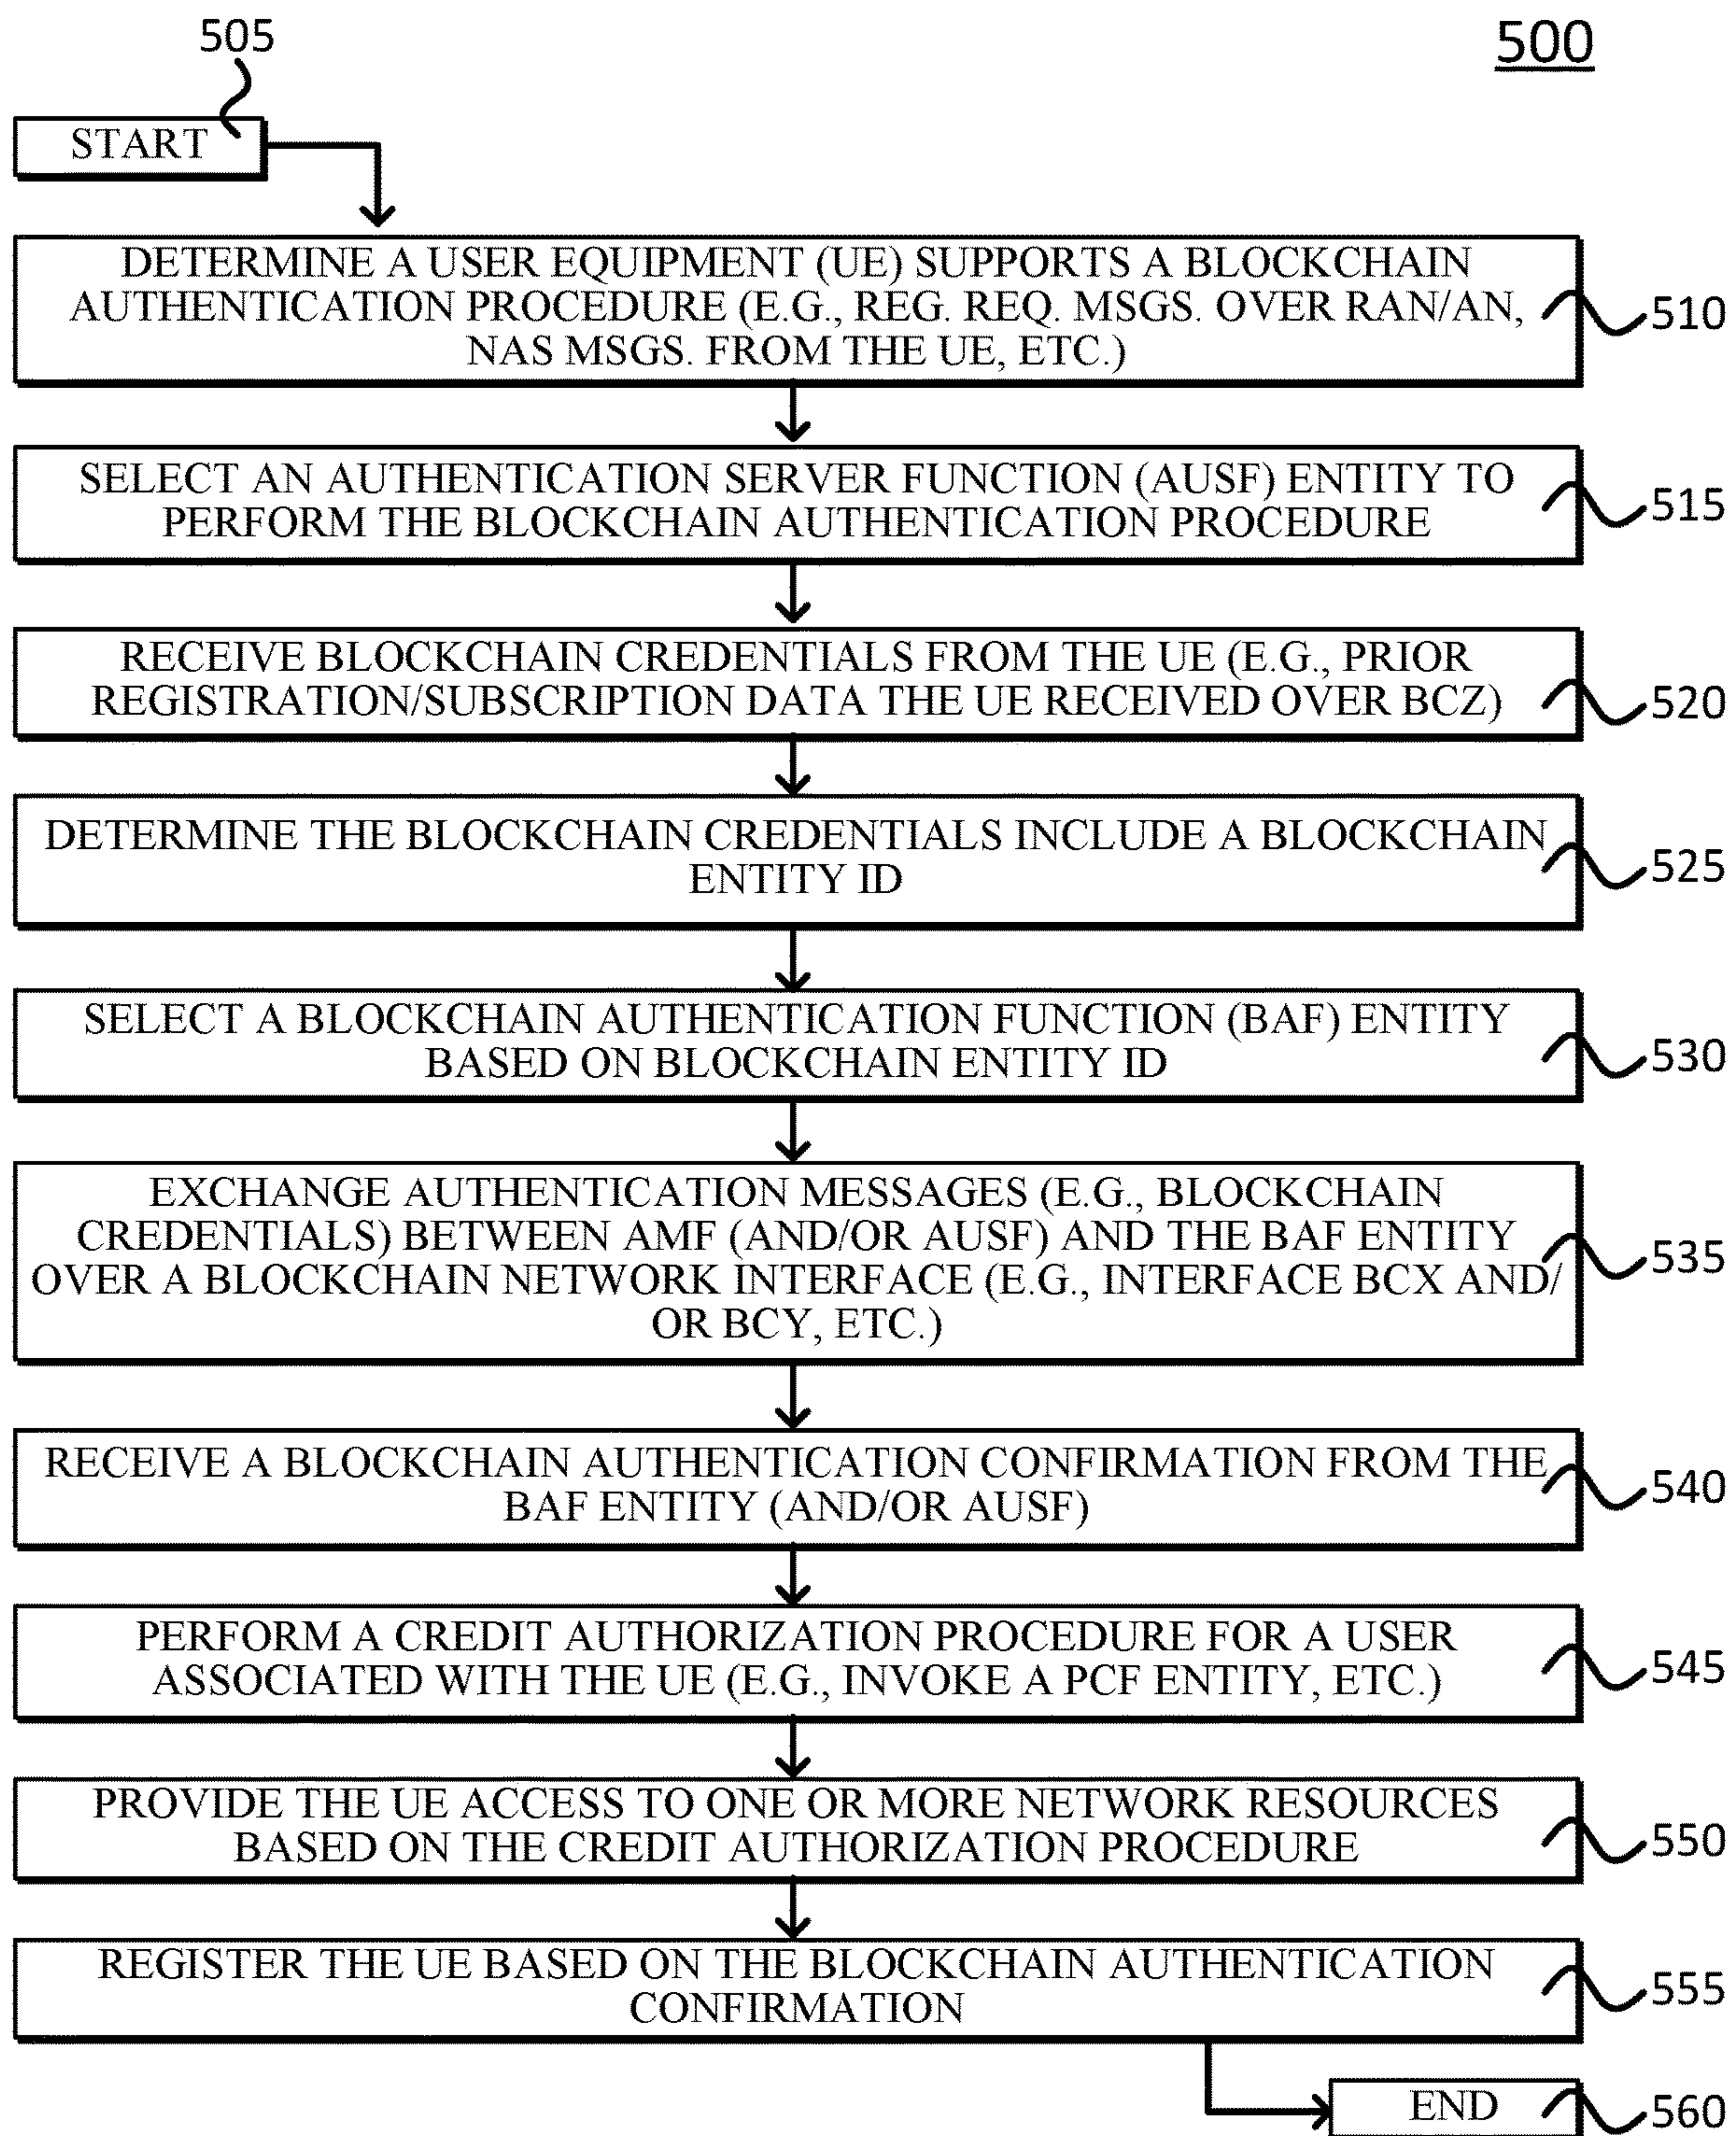 505
500
START
DETERMINE A USER EQUIPMENT (UE) SUPPORTS A BLOCKCHAIN
AUTHENTICATION PROCEDURE (E.G., REG. REQ. MSGS. OVER RAN/AN,
NAS MSGS. FROM THE UE, ETC.)
510
SELECT AN AUTHENTICATION SERVER FUNCTION (AUSF) ENTITY TO
PERFORM THE BLOCKCHAIN AUTHENTICATION PROCEDURE
515
RECEIVE BLOCKCHAIN CREDENTIALS FROM THE UE (E.G., PRIOR
REGISTRATION/SUBSCRIPTION DATA THE UE RECEIVED OVER BCZ)
520
DETERMINE THE BLOCKCHAIN CREDENTIALS INCLUDE A BLOCKCHAIN
ENTITY ID
525
SELECT A BLOCKCHAIN AUTHENTICATION FUNCTION (BAF) ENTITY
BASED ON BLOCKCHAIN ENTITY ID
530
EXCHANGE AUTHENTICATION MESSAGES (E.G., BLOCKCHAIN
CREDENTIALS) BETWEEN AMF (AND/OR AUSF) AND THE BAF ENTITY
OVER A BLOCKCHAIN NETWORK INTERFACE (E.G., INTERFACE BCX AND/
OR BCY, ETC.)
535
RECEIVE A BLOCKCHAIN AUTHENTICATION CONFIRMATION FROM THE
BAF ENTITY (AND/OR AUSF)
540
PERFORM A CREDIT AUTHORIZATION PROCEDURE FOR A USER
ASSOCIATED WITH THE UE (E.G., INVOKE A PCF ENTITY, ETC.)
545
PROVIDE THE UE ACCESS TO ONE OR MORE NETWORK RESOURCES
BASED ON THE CREDIT AUTHORIZATION PROCEDURE
550
REGISTER THE UE BASED ON THE BLOCKCHAIN AUTHENTICATION
CONFIRMATION
555
END
560